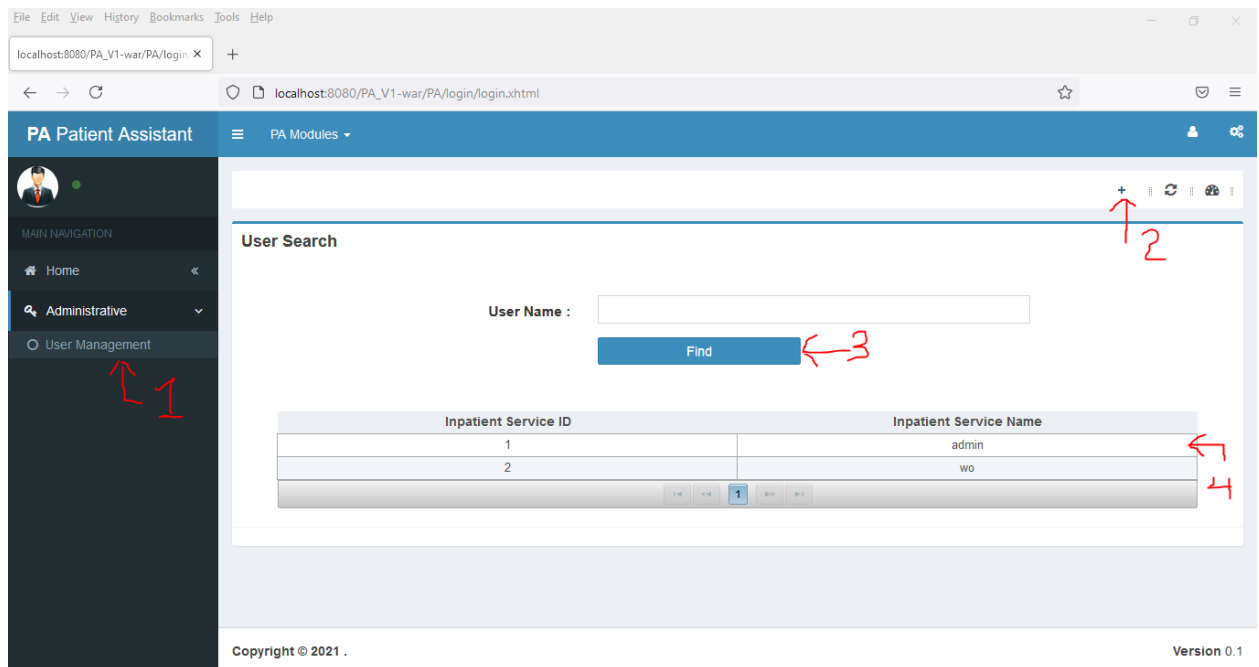 File Edit View History Bookmarks Tools Help
localhost:8080/PA_V1-war/PA/login.
localhost:8080/PA_V1-war/PA/login/login.xhtml
PA Patient Assistant
PA Modules
MAIN NAVIGATION
Home
Administrative
User Management
1
2
User Search
User Name :
Find
3
Inpatient Service ID Inpatient Service Name
1 admin
2 wo
4
1
Copyright © 2021 .
Version 0.1